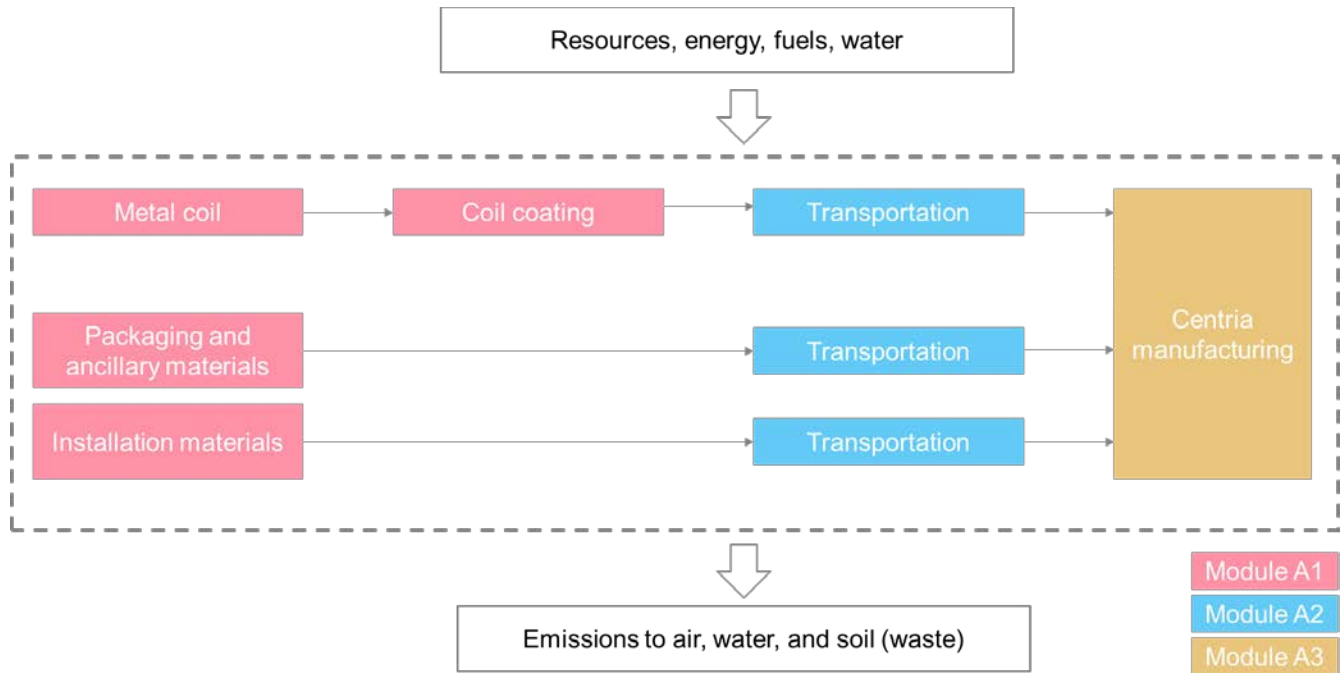 Resources, energy, fuels, water
Metal coil
Coil coating
Transportation
Packaging and
ancillary materials
Transportation
Centria
manufacturing
Installation materials
Transportation
Emissions to air, water, and soil (waste)
Module A1
Module A2
Module A3